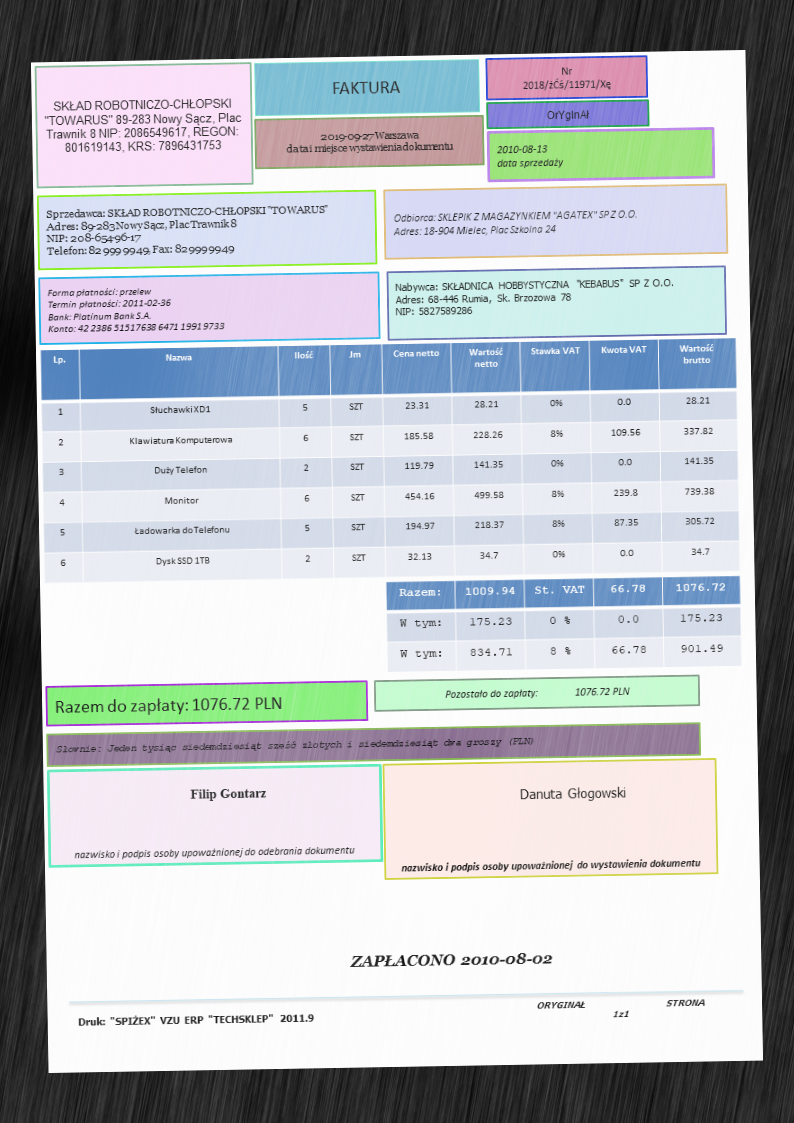 SKŁAD ROBOTNICZO-CHŁOPSKI
"TOWARUS" 89-283 Nowy Sącz, Plac
Trawnik 8 NIP: 2086549617, REGON:
801619143, KRS: 7896431753
FAKTURA
2019-09-27 Warszawa
data i miejsce wystawienia dokumentu
Nr
2018/żĆś/11971/Xę
OrYgInAł
2010-08-13
data sprzedaży
Sprzedawca: SKŁAD ROBOTNICZO-CHŁOPSKI "TOWARUS"
Adres: 89-283 Nowy Sącz, Plac Trawnik 8
NIP: 208-654-96-17
Telefon: 82 999 99 49, Fax: 82 999 99 49
Odbiorca: SKLEPIK Z MAGAZYNKIEM "AGATEX" SP Z O.O.
Adres: 18-904 Mielec, Plac Szkolna 24
Forma płatności: przelew
Termin płatności: 2011-02-36
Bank: Platinum Bank S.A.
Konto: 42 2386 5151 7638 6471 1991 9733
Nabywca: SKŁADNICA HOBBYSTYCZNA "KEBABUS" SP Z O.O.
Adres: 68-446 Rumia, Sk. Brzozowa 78
NIP: 5827589286
Lp. Nazwa Ilość Jm Cena netto Wartość netto Stawka VAT Kwota VAT Wartość brutto
1 Słuchawki XD1 5 SZT 23.31 28.21 0% 0.0 28.21
2 Klawiatura Komputerowa 6 SZT 185.58 228.26 8% 109.56 337.82
3 Duży Telefon 2 SZT 119.79 141.35 0% 0.0 141.35
4 Monitor 6 SZT 454.16 499.58 8% 239.8 739.38
5 Ładowarka do Telefonu 5 SZT 194.97 218.37 8% 87.35 305.72
6 Dysk SSD 1TB 2 SZT 32.13 34.7 0% 0.0 34.7
Razem: 1009.94 St. VAT 66.78 1076.72
W tym: 175.23 0 % 0.0 175.23
W tym: 834.71 8 % 66.78 901.49
Razem do zapłaty: 1076.72 PLN
Pozostało do zapłaty: 1076.72 PLN
Słownie: Jeden tysiąc siedemdziesiąt sześć złotych i siedemdziesiąt dwa groszy (PLN)
Filip Gontarz
nazwisko i podpis osoby upoważnionej do odebrania dokumentu
Danuta Głogowski
nazwisko i podpis osoby upoważnionej do wystawienia dokumentu
ZAPŁACONO 2010-08-02
Druk: "SPIŻEX" VZU ERP "TECHSKLEP" 2011.9
ORYGINAŁ STRONA
1z1